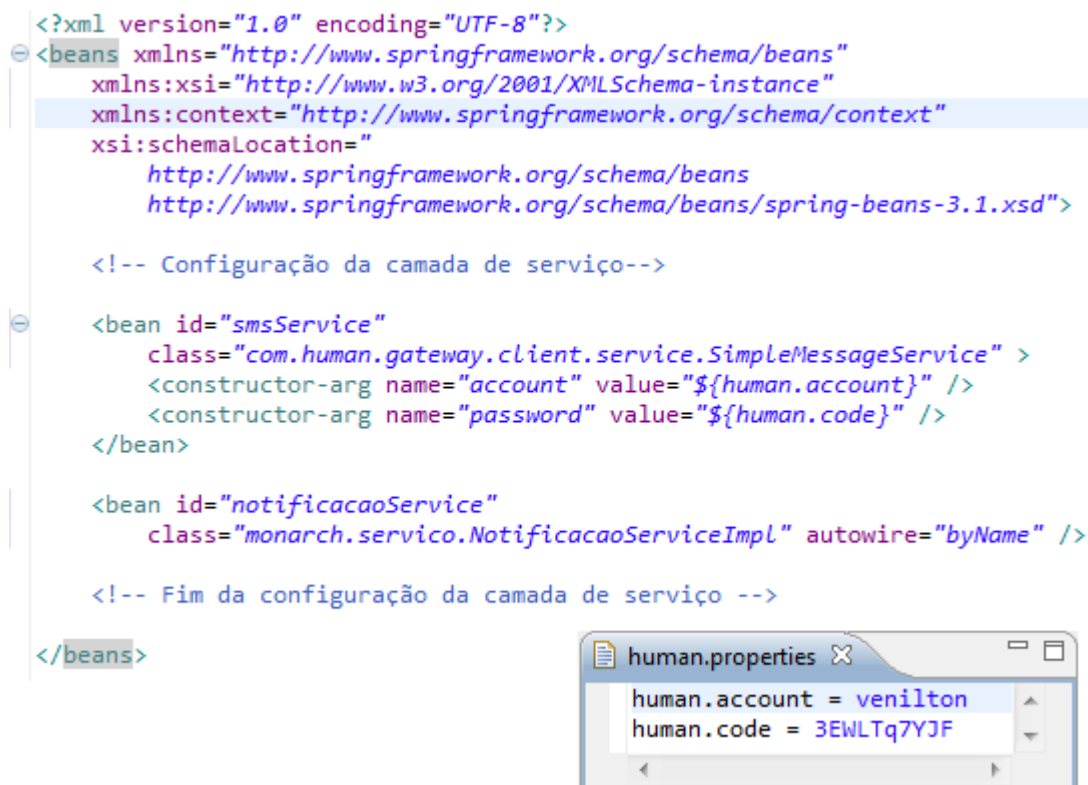 <?xml version="1.0" encoding="UTF-8"?>
<beans xmlns="http://www.springframework.org/schema/beans"
xmlns:xsi="http://www.w3.org/2001/XMLSchema-instance"
xmlns:context="http://www.springframework.org/schema/context"
xsi:schemaLocation="
http://www.springframework.org/schema/beans
http://www.springframework.org/schema/beans/spring-beans-3.1.xsd">
<!-- Configuração da camada de serviço-->
<bean id="smsService"
class="com.human.gateway.client.service.SimpleMessageService" >
<constructor-arg name="account" value="${human.account}" />
<constructor-arg name="password" value="${human.code}" />
</bean>
<bean id="notificacaoService"
class="monarch.servico.NotificacaoServiceImpl" autowire="byName" />
<!-- Fim da configuração da camada de serviço -->
</beans>
human.properties
human.account = venilton
human.code = 3EWLTq7YJF